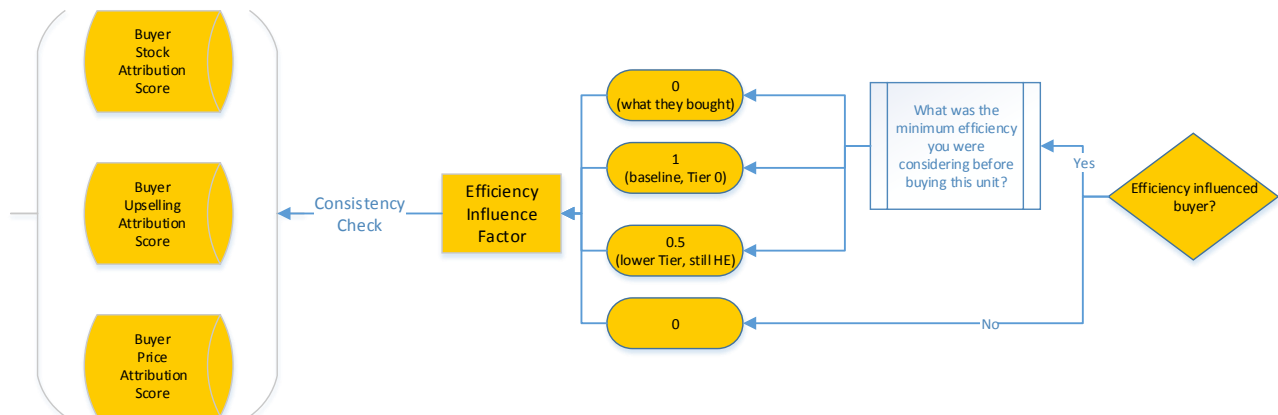 Buyer
Stock
Attribution
Score
Buyer
Upselling
Attribution
Score
Buyer
Price
Attribution
Score
Consistency
Check
Efficiency
Influence
Factor
0
(what they bought)
1
(baseline, Tier 0)
0.5
(lower Tier, still HE)
0
What was the
minimum efficiency
you were
considering before
buying this unit?
Yes
No
Efficiency influenced
buyer?